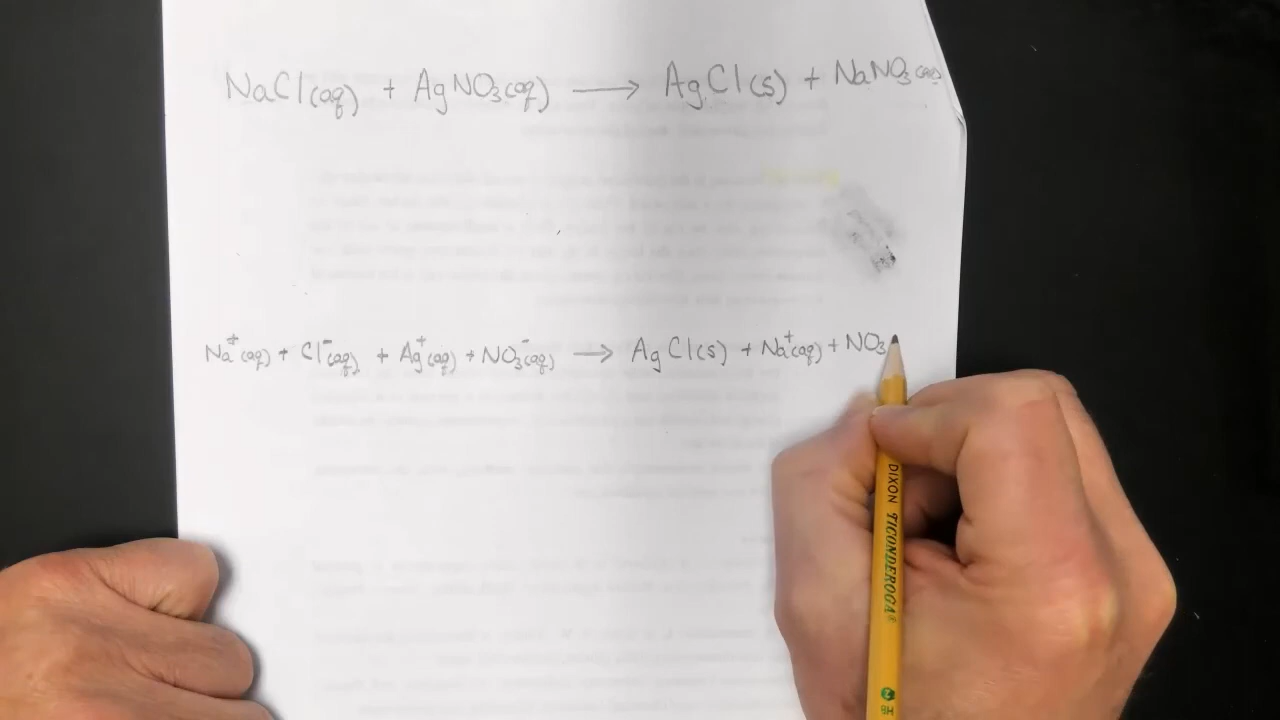 NaCl(aq) + AgNO₃(aq) → AgCl(s) + NaNO₃(aq)
Na⁺(aq) + Cl⁻(aq) + Ag⁺(aq) + NO₃⁻(aq) → AgCl(s) + Na⁺(aq) + NO₃
DIXON TICONDEROGA®